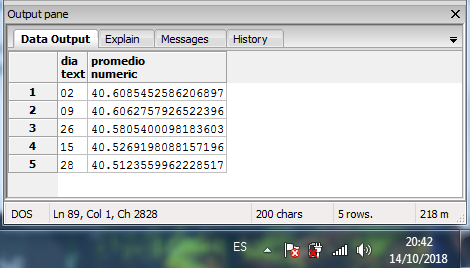 Output pane
Data Output Explain Messages History
dia promedio
text numeric
1 02 40.6085452586206897
2 09 40.6062757926522396
3 26 40.5805400098183603
4 15 40.5269198088157196
5 28 40.5123559962228517
DOS Ln 89, Col 1, Ch 2828 200 chars 5 rows. 218 m
ES 20:42
14/10/2018